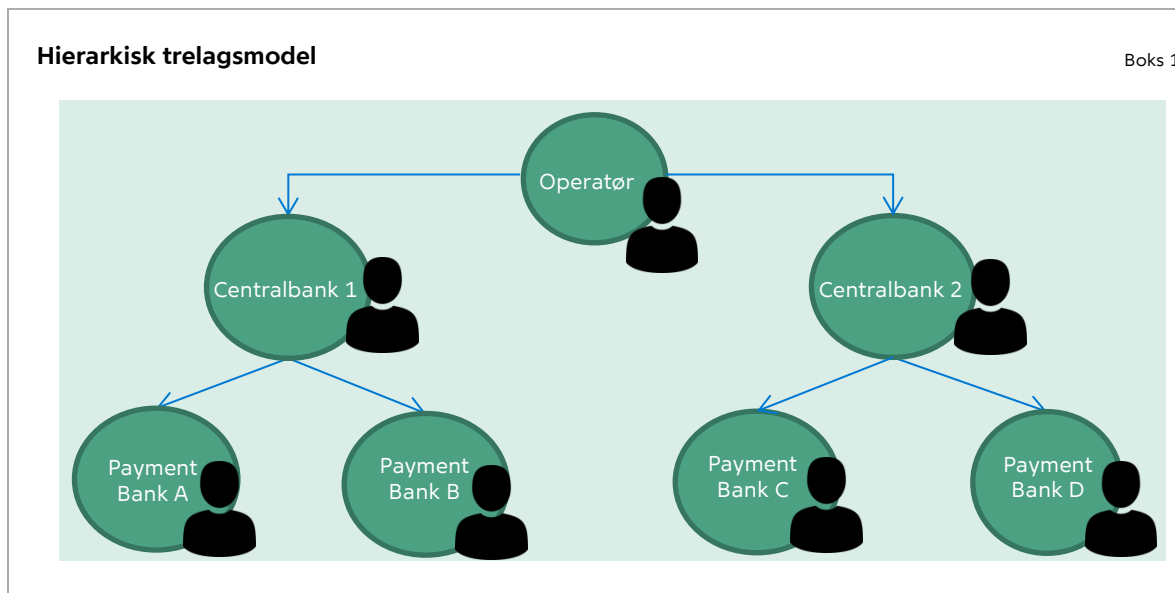 Hierarkisk trelagsmodel
Boks 1
Operatør
Centralbank 1
Centralbank 2
Payment
Bank A
Payment
Bank B
Payment
Bank C
Payment
Bank D